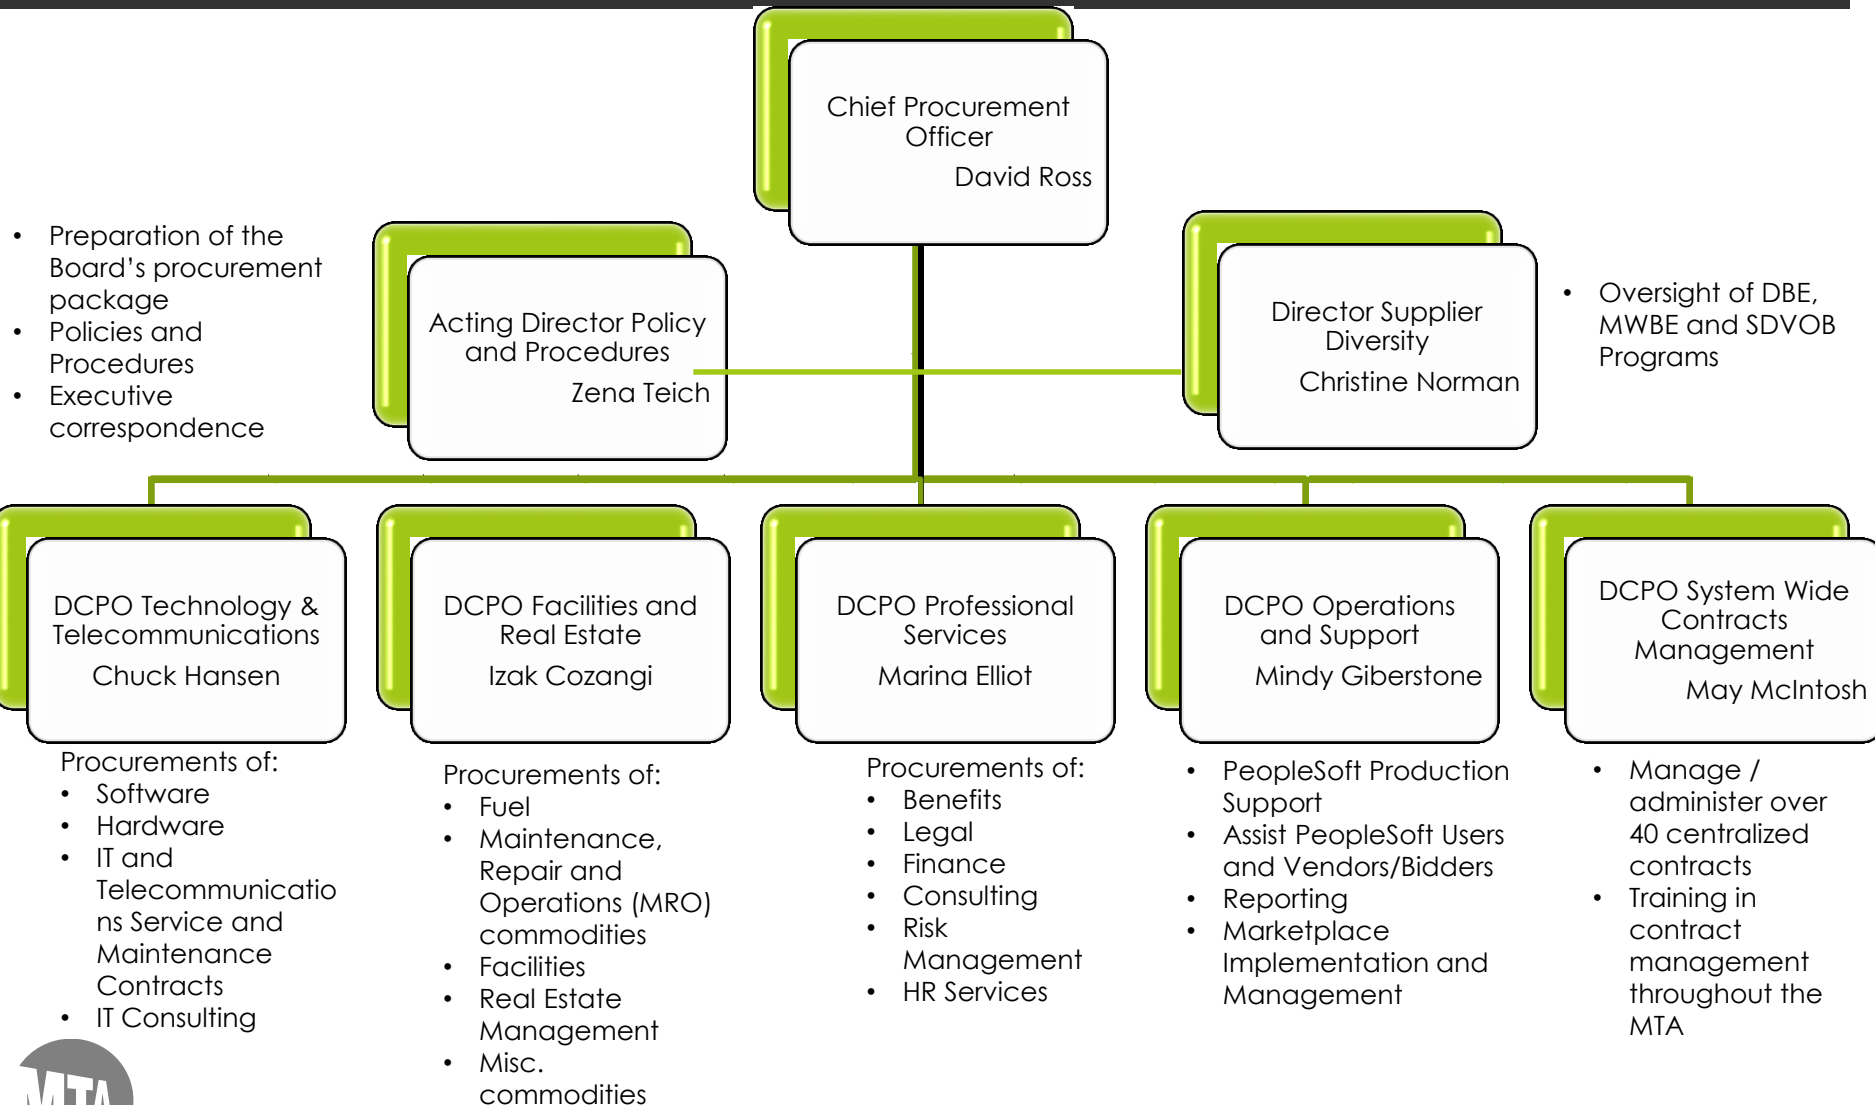 Chief Procurement
Officer
David Ross
• Preparation of the
Board’s procurement
package
• Policies and
Procedures
• Executive
correspondence
Acting Director Policy
and Procedures
Zena Teich
Director Supplier
Diversity
Christine Norman
• Oversight of DBE,
MWBE and SDVOB
Programs
DCPO Technology &
Telecommunications
Chuck Hansen
DCPO Facilities and
Real Estate
Izak Cozangi
DCPO Professional
Services
Marina Elliot
DCPO Operations
and Support
Mindy Giberstone
DCPO System Wide
Contracts
Management
May McIntosh
Procurements of:
• Software
• Hardware
• IT and
Telecommunicatio
ns Service and
Maintenance
Contracts
• IT Consulting
Procurements of:
• Fuel
• Maintenance,
Repair and
Operations (MRO)
commodities
• Facilities
• Real Estate
Management
• Misc.
commodities
Procurements of:
• Benefits
• Legal
• Finance
• Consulting
• Risk
Management
• HR Services
• PeopleSoft Production
Support
• Assist PeopleSoft Users
and Vendors/Bidders
• Reporting
• Marketplace
Implementation and
Management
• Manage /
administer over
40 centralized
contracts
• Training in
contract
management
throughout the
MTA
MTA